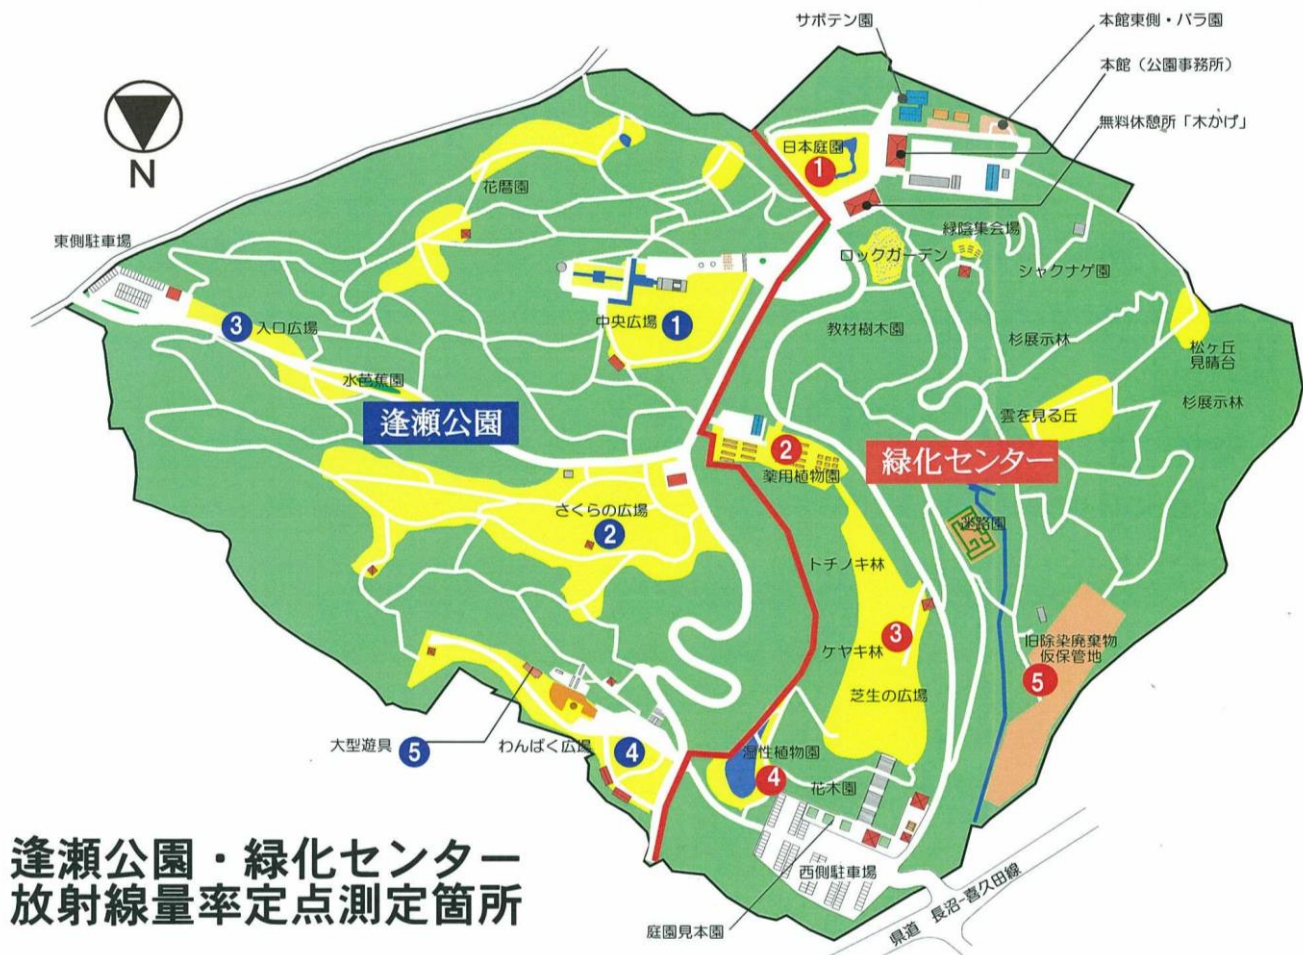 サボテン園
本館東側・バラ園
本館（公園事務所）
無料休憩所「木かげ」
N
日本庭園
1
花暦園
東側駐車場
緑陰集会場
ロックガーデン
シャクナゲ園
3
入口広場
中央広場
1
教材樹木園
杉展示林
松ヶ丘
見晴台
水芭蕉園
逢瀬公園
雲を見る丘
杉展示林
2
緑化センター
薬用植物園
さくらの広場
2
迷路園
トチノキ林
3
ケヤキ林
旧除染廃棄物
仮保管地
5
芝生の広場
大型遊具
5
わんぱく広場
4
湿性植物園
4
花木園
逢瀬公園・緑化センター
放射線量率定点測定箇所
西側駐車場
庭園見本園
県道 長沼-喜久田線